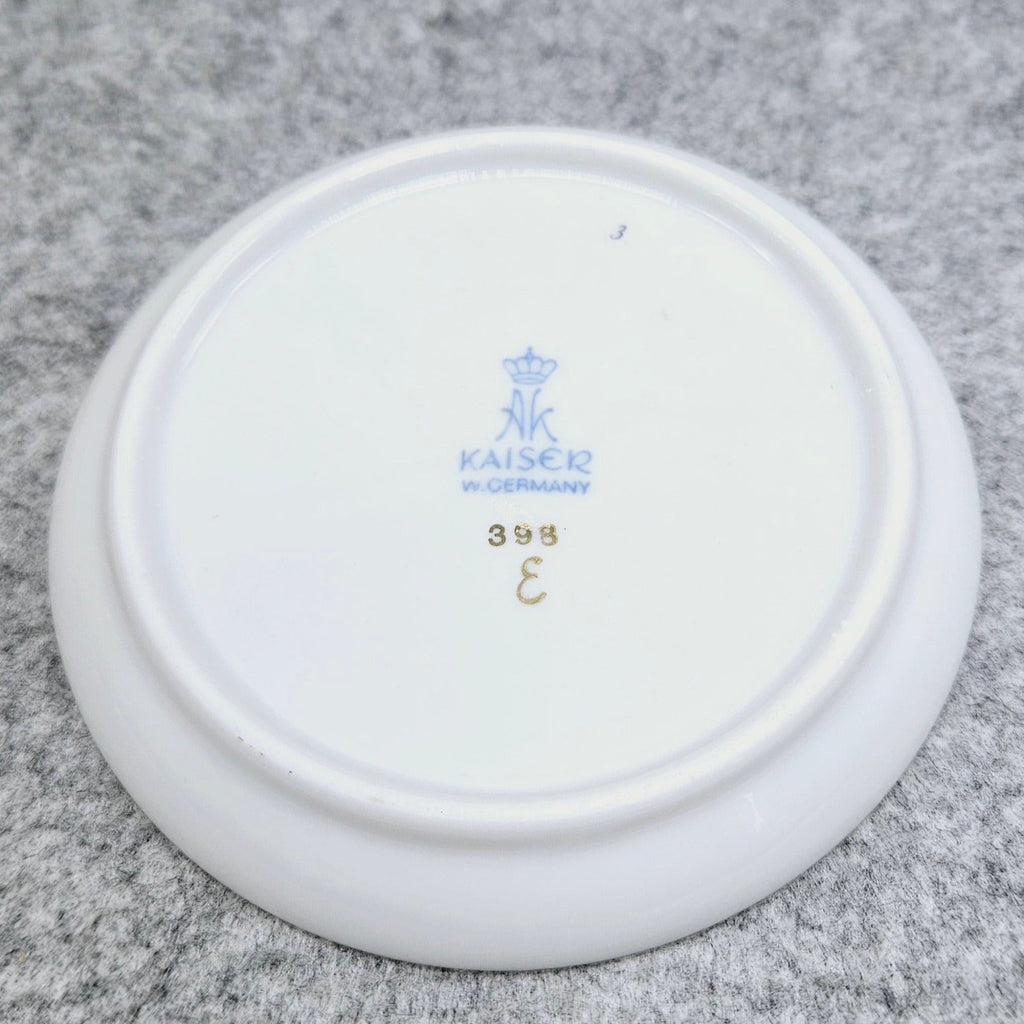 3
AK
KAISER
W. GERMANY
398
E